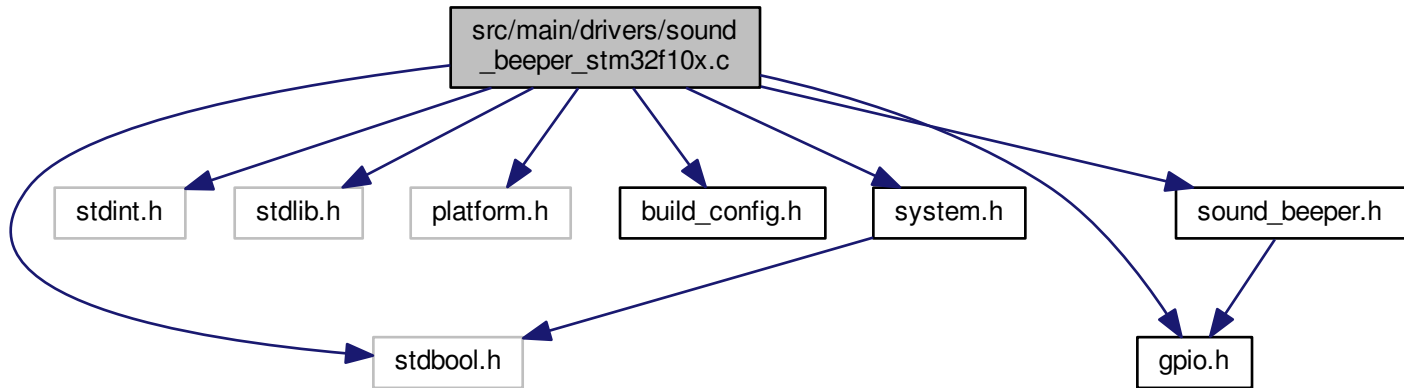 src/main/drivers/sound
_beeper_stm32f10x.c
stdint.h
stdlib.h
platform.h
build_config.h
system.h
sound_beeper.h
stdbool.h
gpio.h